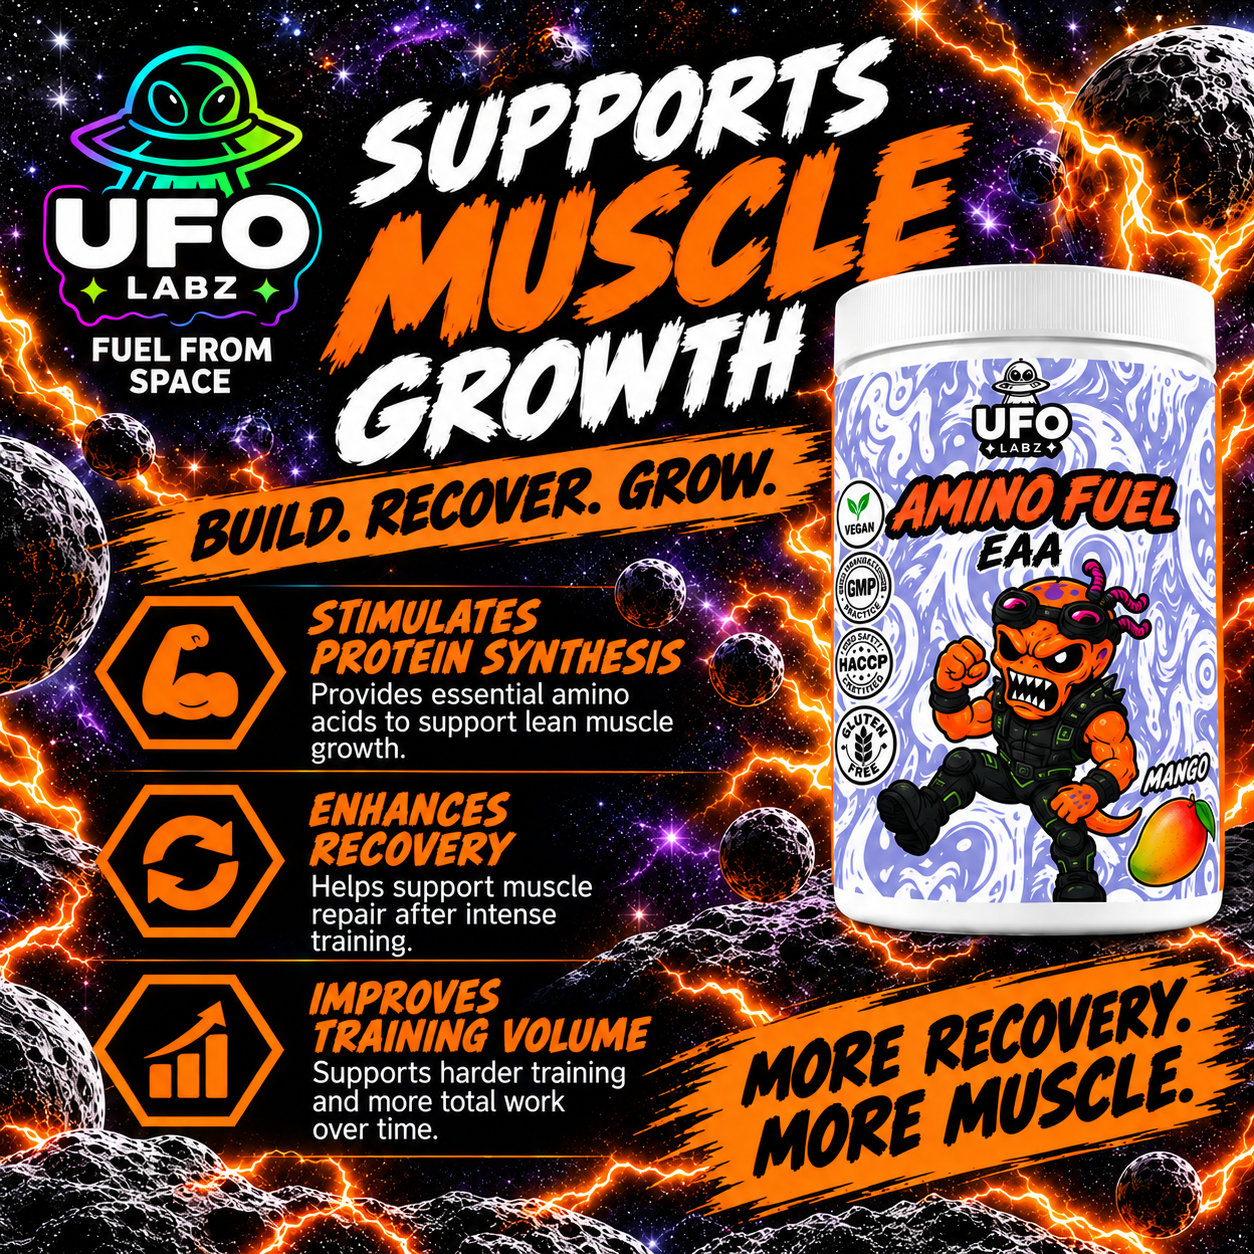 UFO
LABZ
FUEL FROM
SPACE
SUPPORTS
MUSCLE
GROWTH
BUILD. RECOVER. GROW.
STIMULATES
PROTEIN SYNTHESIS
Provides essential amino
acids to support lean muscle
growth.
ENHANCES
RECOVERY
Helps support muscle
repair after intense
training.
IMPROVES
TRAINING VOLUME
Supports harder training
and more total work
over time.
UFO
LABZ
AMINO FUEL
EAA
VEGAN
GMP
PRACTICE
HACCP
CERTIFIED
GLUTEN
FREE
MANGO
MORE RECOVERY.
MORE MUSCLE.